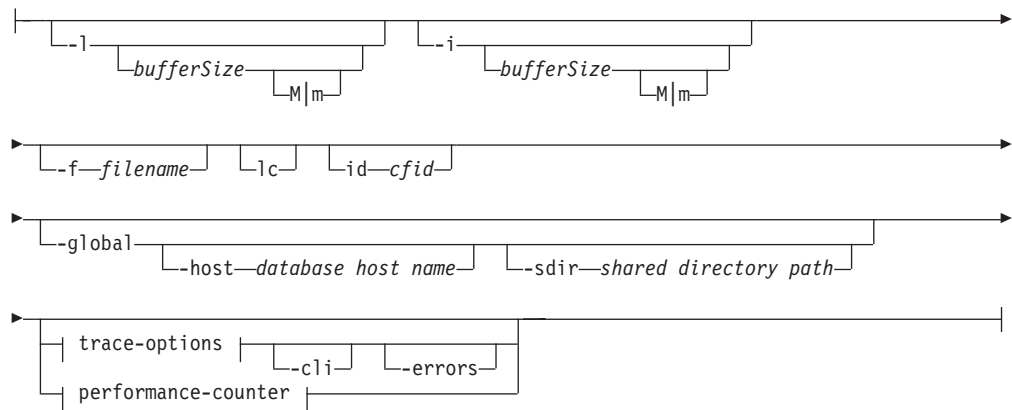 -l -i
bufferSize bufferSize
M|m M|m
-f filename lc id cfid
-global
-host database host name -sdir shared directory path
trace-options
-cli -errors
performance-counter